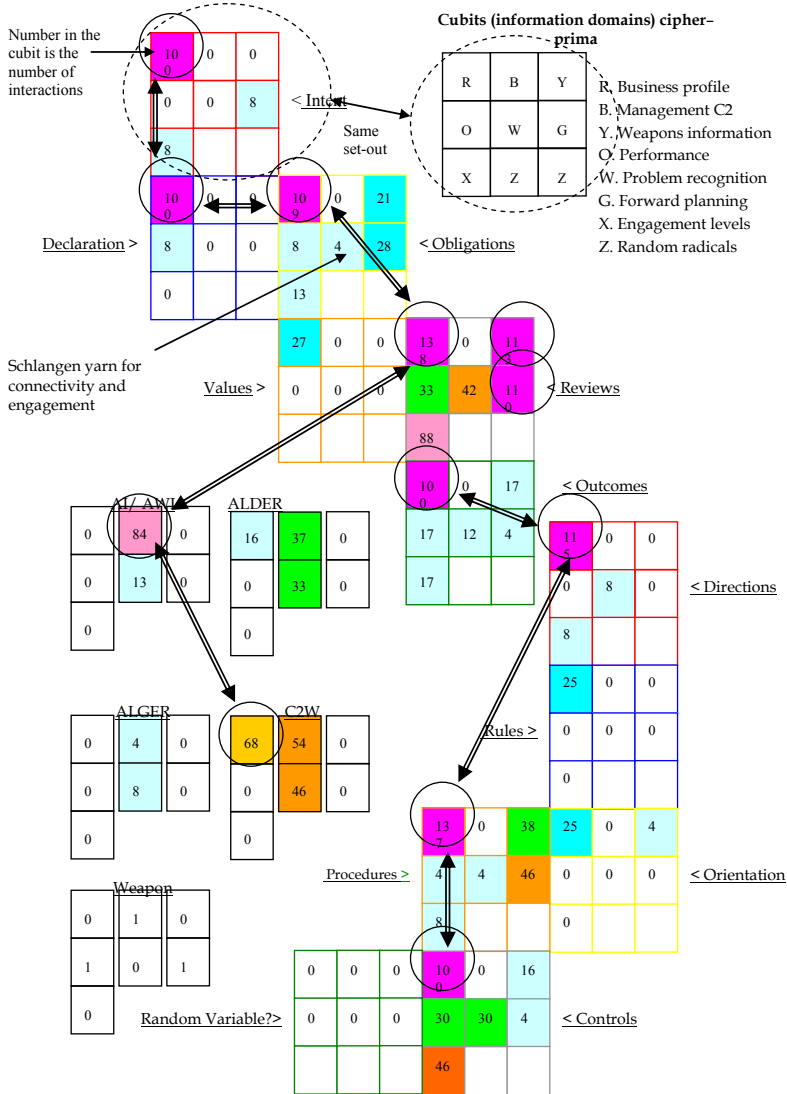 Cubits (information domains) cipher–
prima
Number in the
cubit is the
number of
interactions
10
0
0
0
0
0
8
8
< Intent
Same
set-out
R
B
Y
O
W
G
X
Z
Z
R. Business profile
B. Management C2
Y. Weapons information
O. Performance
W. Problem recognition
G. Forward planning
X. Engagement levels
Z. Random radicals
10
0
0
0
8
0
0
0
Declaration >
10
9
0
21
8
4
28
13
< Obligations
Schlangen yarn for
connectivity and
engagement
27
0
0
0
0
0
Values >
13
8
0
11
3
33
42
11
0
88
< Reviews
10
0
0
17
17
12
4
17
< Outcomes
AI/ AWI
0
84
0
0
13
0
0
ALDER
16
37
0
0
33
0
0
11
5
0
0
0
8
0
8
< Directions
25
0
0
0
0
0
0
Rules >
ALGER
0
4
0
0
8
0
0
C2W
68
54
0
0
46
0
0
13
7
0
38
4
4
46
8
Procedures >
25
0
4
0
0
0
0
< Orientation
Weapon
0
1
0
1
0
1
0
0
0
0
0
0
0
Random Variable?>
10
0
0
16
30
30
4
46
< Controls